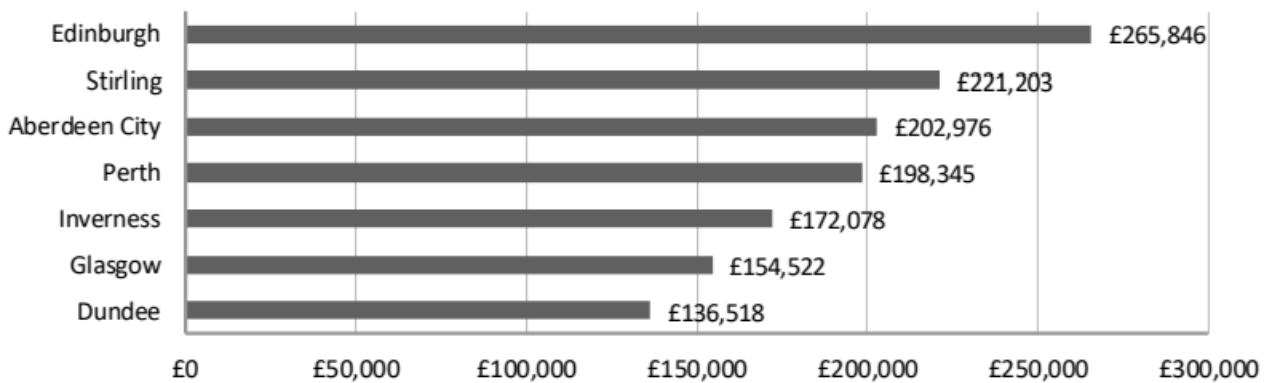 Edinburgh £265,846
Stirling £221,203
Aberdeen City £202,976
Perth £198,345
Inverness £172,078
Glasgow £154,522
Dundee £136,518
£0 £50,000 £100,000 £150,000 £200,000 £250,000 £300,000